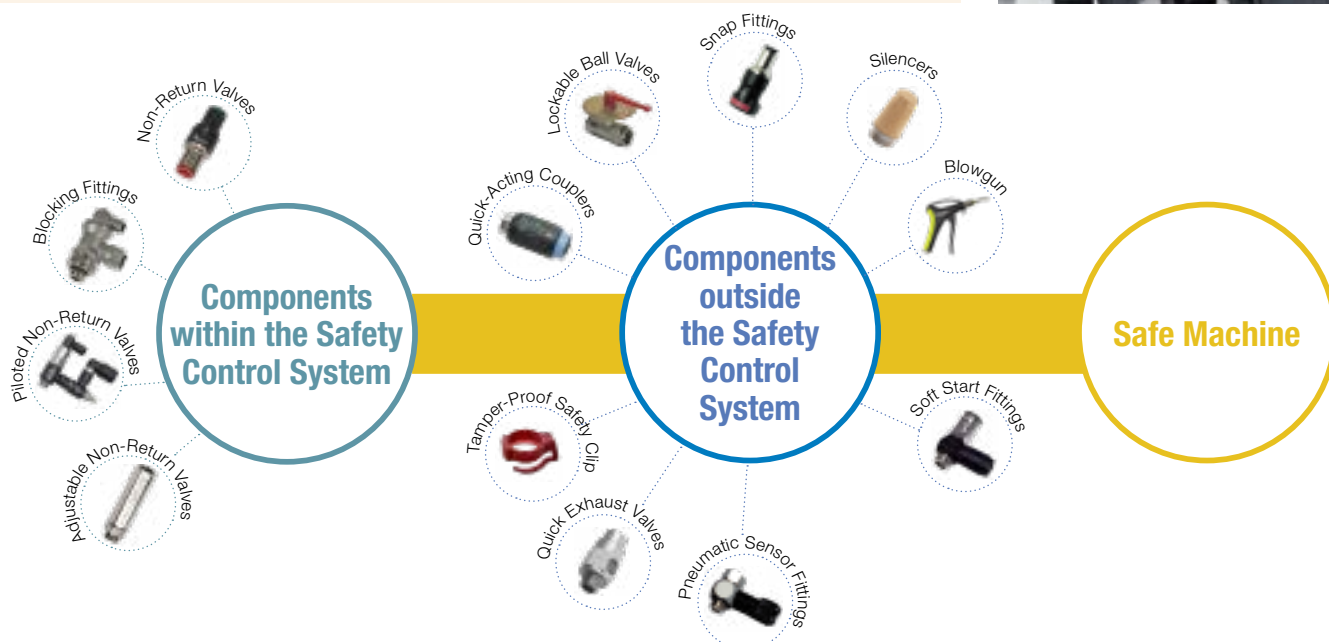 Non-Return Valves
Blocking Fittings
Piloted Non-Return Valves
Adjustable Non-Return Valves
Components
within the Safety
Control System
Lockable Ball Valves
Snap Fittings
Silencers
Quick-Acting Couplers
Blowgun
Components
outside
the Safety
Control
System
Tamper-Proof Safety Clip
Quick Exhaust Valves
Pneumatic Sensor Fittings
Soft Start Fittings
Safe Machine